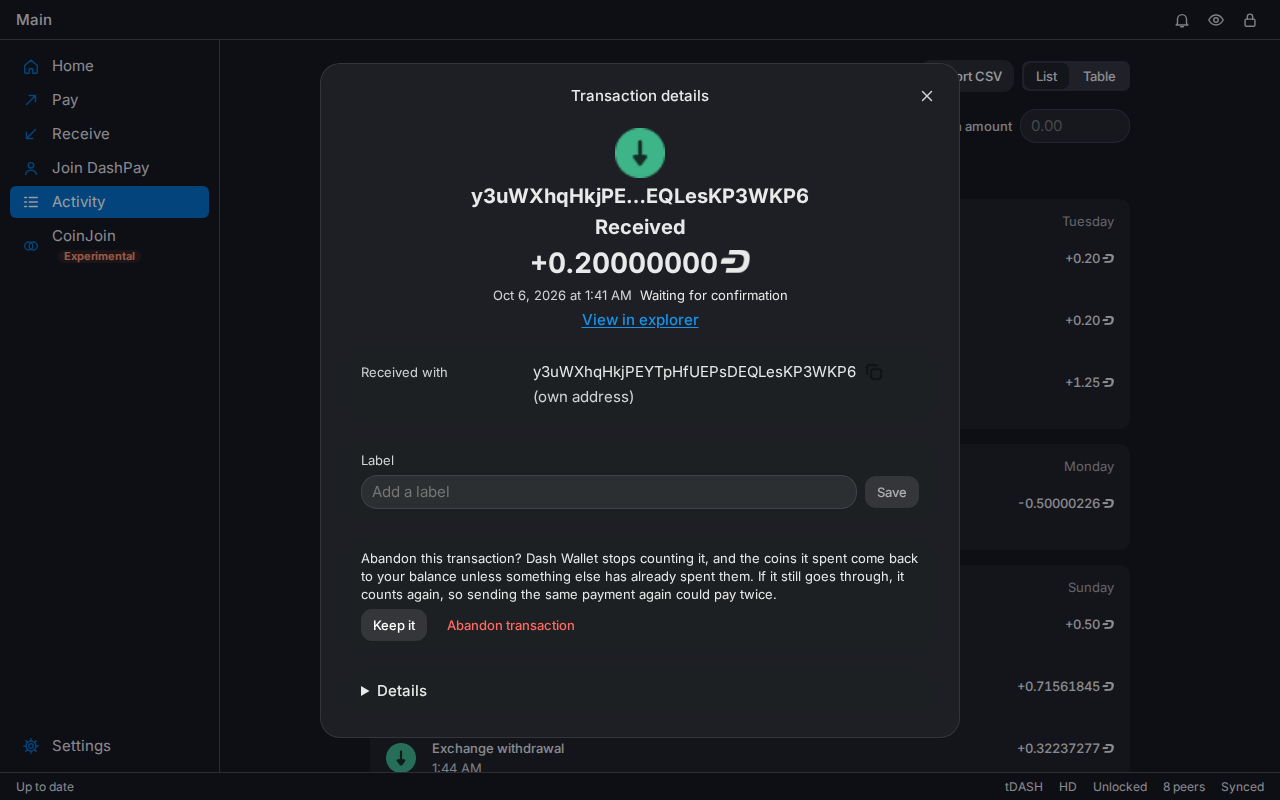 Main
Home
Pay
Receive
Join DashPay
Activity
CoinJoin
Experimental
Settings
CSV
List
Table
amount
0.00
Tuesday
+0.20
+0.20
+1.25
Monday
-0.50000226
Sunday
+0.50
+0.71561845
Exchange withdrawal
+0.32237277
1:44 AM
Transaction details
y3uWXhqHkjPE...EQLesKP3WKP6
Received
+0.20000000
Oct 6, 2026 at 1:41 AM Waiting for confirmation
View in explorer
Received with
y3uWXhqHkjPEYTpHfUEPsDEQLesKP3WKP6
(own address)
Label
Add a label
Save
Abandon this transaction? Dash Wallet stops counting it, and the coins it spent come back
to your balance unless something else has already spent them. If it still goes through, it
counts again, so sending the same payment again could pay twice.
Keep it
Abandon transaction
Details
Up to date
tDASH
HD
Unlocked
8 peers
Synced